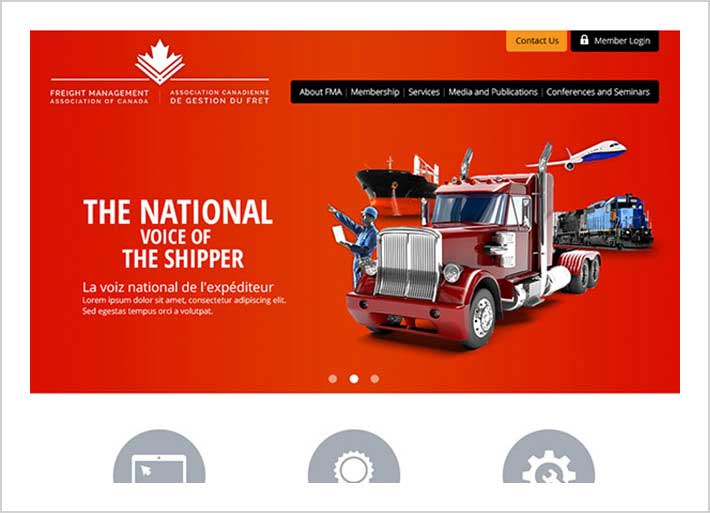 Contact Us
Member Login
FREIGHT MANAGEMENT
ASSOCIATION OF CANADA
ASSOCIATION CANADIENNE
DE GESTION DU FRET
About FMA | Membership | Services | Media and Publications | Conferences and Seminars
THE NATIONAL
VOICE OF
THE SHIPPER
La voiz national de l'expéditeur
Lorem ipsum dolor sit amet, consectetur adipiscing elit.
Sed egestas tempus orci a volutpat.